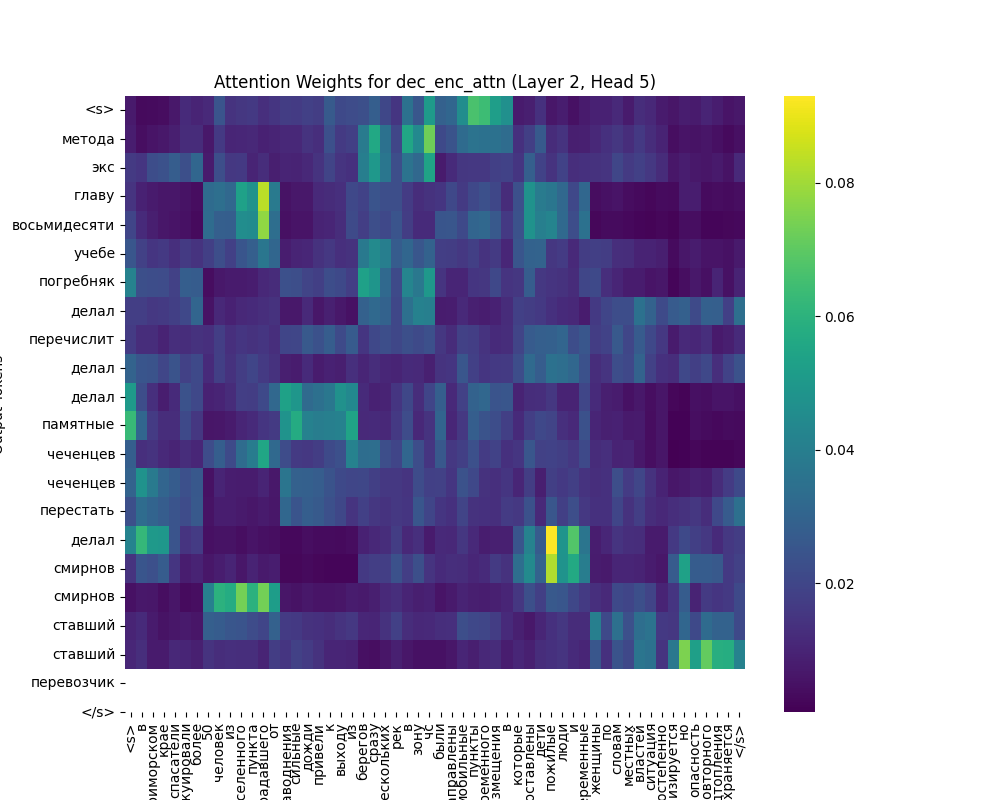 Attention Weights for dec_enc_attn (Layer 2, Head 5)
<s>
метода
экс
главу
восьмидесяти
учебе
погребняк
делал
перечислит
делал
делал
памятные
чеченцев
чеченцев
перестать
делал
смирнов
смирнов
ставший
ставший
перевозчик
</s>
0.08
0.06
0.04
0.02
<s>
в
крае
спасатели
более
50
человек
из
пункта
от
сильные
дожди
привели
к
выходу
из
берегов
сразу
рек
в
зону
чс
были
пункты
в
которые
дети
пожилые
люди
и
женщины
по
словам
местных
властей
ситуация
но
опасность
</s>